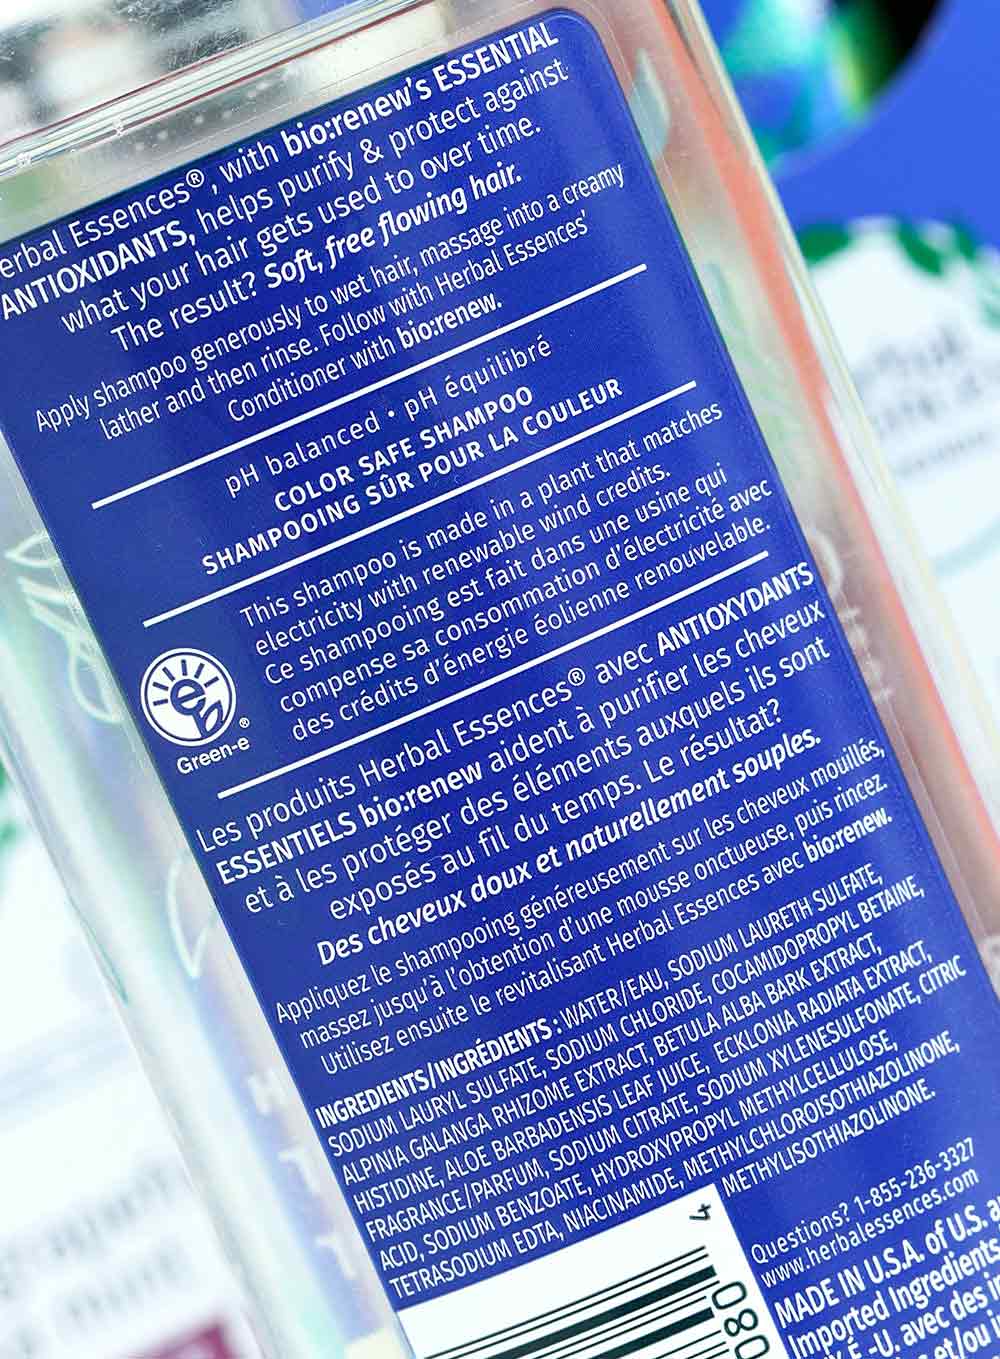 Essences®, with bio:renew's ESSENTIAL
ANTIOXIDANTS, helps purify & protect against
what your hair gets used to over time.
The result? Soft, free flowing hair.
Apply shampoo generously to wet hair, massage into a creamy
lather and then rinse. Follow with Herbal Essences'
Conditioner with bio:renew.
pH balanced • pH équilibré
COLOR SAFE SHAMPOO
SHAMPOOING SÛR POUR LA COULEUR
This shampoo is made in a plant that matches
electricity with renewable wind credits.
Ce shampooing est fait dans une usine qui
compense sa consommation d'électricité avec
des crédits d'énergie éolienne renouvelable.
Green-e®
Les produits Herbal Essences® avec ANTIOXYDANTS
ESSENTIELS bio:renew aident à purifier les cheveux
et à les protéger des éléments auxquels ils sont
exposés au fil du temps. Le résultat?
Des cheveux doux et naturellement souples.
Appliquez le shampooing généreusement sur les cheveux mouillés,
massez jusqu'à l'obtention d'une mousse onctueuse, puis rincez.
Utilisez ensuite le revitalisant Herbal Essences avec bio:renew.
INGREDIENTS/INGRÉDIENTS : WATER/EAU, SODIUM LAURETH SULFATE,
SODIUM LAURYL SULFATE, SODIUM CHLORIDE, COCAMIDOPROPYL BETAINE,
ALPINIA GALANGA RHIZOME EXTRACT, BETULA ALBA BARK EXTRACT,
HISTIDINE, ALOE BARBADENSIS LEAF JUICE, ECKLONIA RADIATA EXTRACT,
FRAGRANCE/PARFUM, SODIUM CITRATE, SODIUM XYLENESULFONATE, CITRIC
ACID, SODIUM BENZOATE, HYDROXYPROPYL METHYLCELLULOSE,
TETRASODIUM EDTA, NIACINAMIDE, METHYLCHLOROISOTHIAZOLINONE,
METHYLISOTHIAZOLINONE.
4
080
Questions? 1-855-236-3327
www.herbalessences.com
MADE IN U.S.A. of U.S.
Imported Ingredients
-U. avec des
et/ou